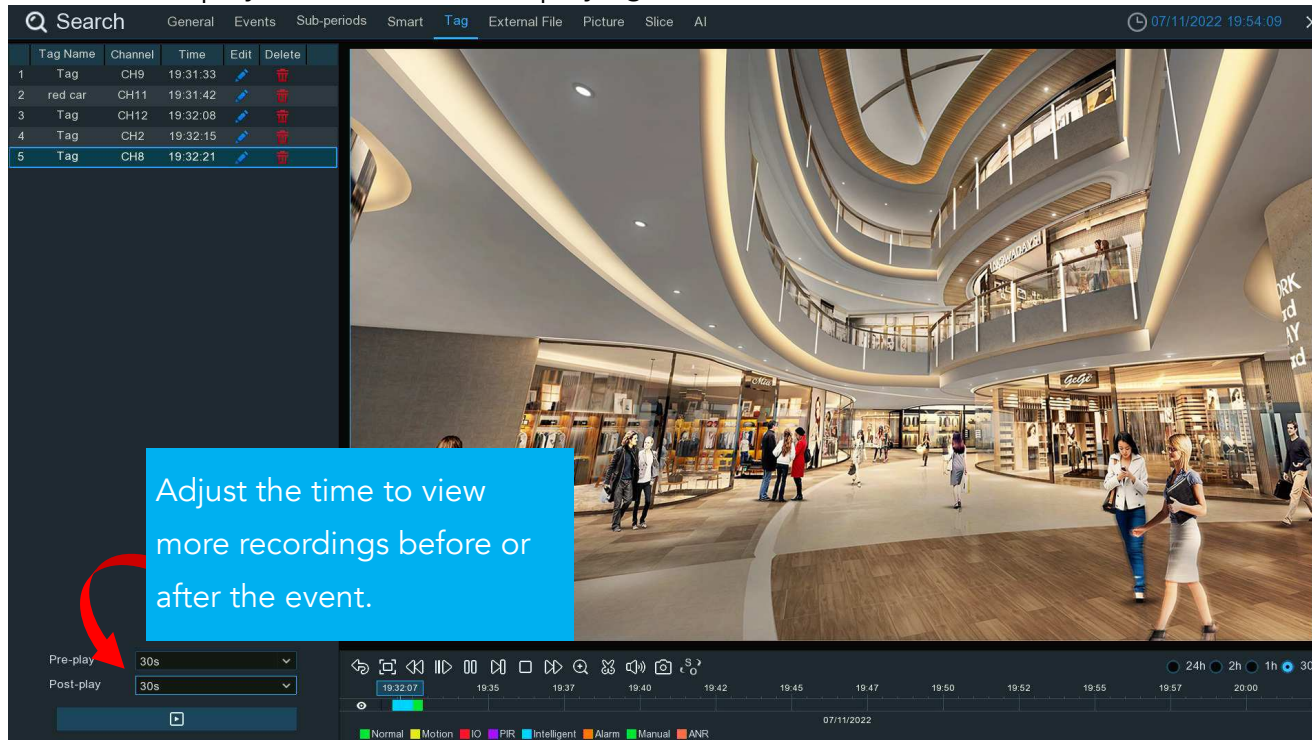 Search General Events Sub-periods Smart Tag External File Picture Slice AI 07/11/2022 19:54:09
Tag Name Channel Time Edit Delete
1 Tag CH9 19:31:33
2 red car CH11 19:31:42
3 Tag CH12 19:32:08
4 Tag CH2 19:32:15
5 Tag CH8 19:32:21
GeGe
Adjust the time to view
more recordings before or
after the event.
Pre-play 30s
Post-play 30s
24h 2h 1h 30
19:32:07 19:35 19:37 19:40 19:42 19:45 19:47 19:50 19:52 19:55 19:57 20:00
07/11/2022
Normal Motion IO PIR Intelligent Alarm Manual ANR